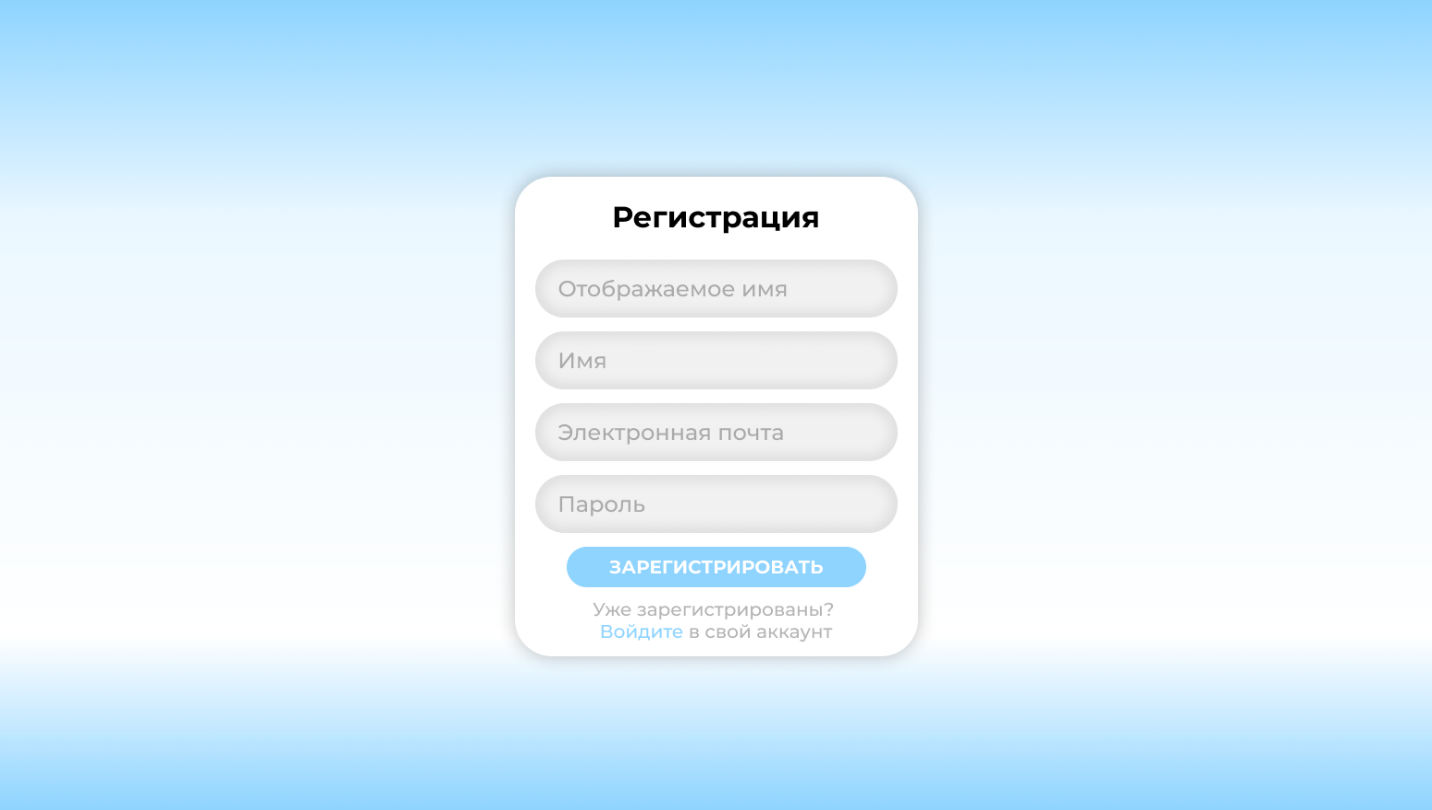 Регистрация
Отображаемое имя
Имя
Электронная почта
Пароль
ЗАРЕГИСТРИРОВАТЬ
Уже зарегистрированы?
Войдите в свой аккаунт